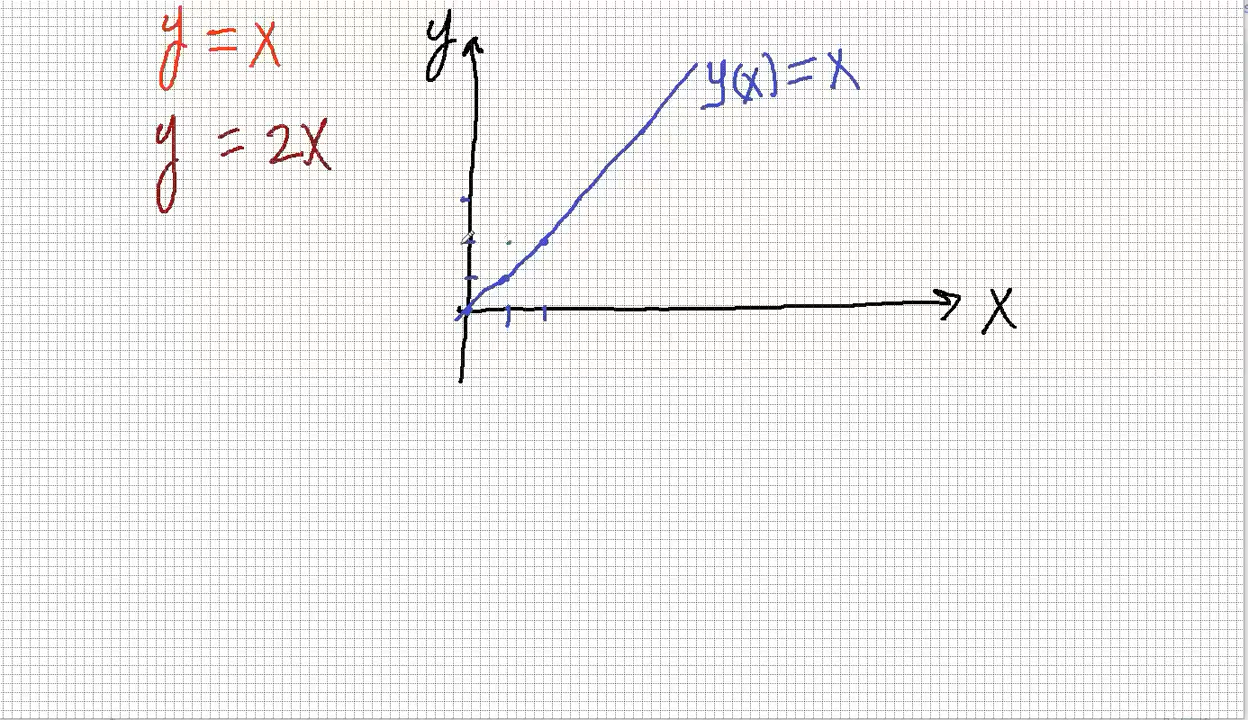 y = x
y = 2x
y
y(x) = x
x